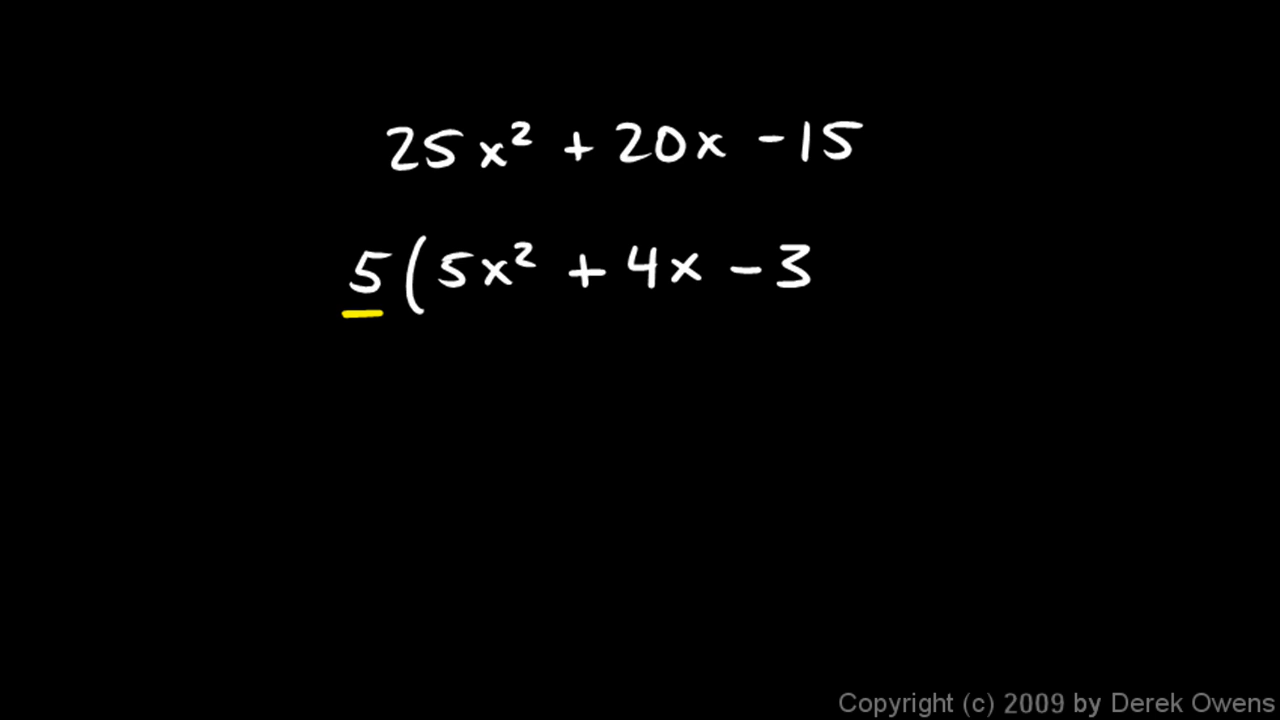 25x² + 20x - 15
5(5x² + 4x - 3
Copyright (c) 2009 by Derek Owens